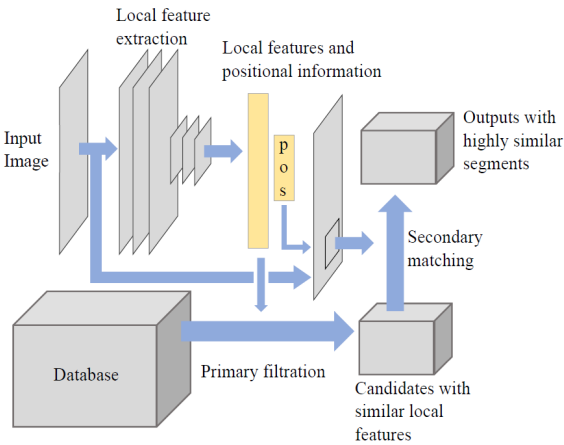 Local feature
extraction
Local features and
positional information
Input
Image
p
o
s
Outputs with
highly similar
segments
Secondary
matching
Database
Primary filtration
Candidates with
similar local
features